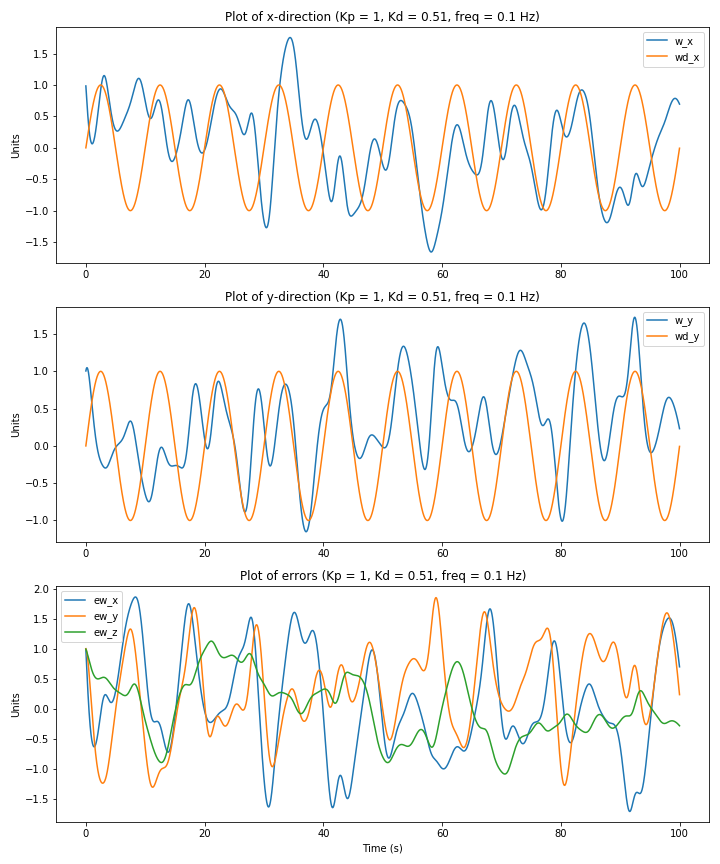 Plot of x-direction (Kp = 1, Kd = 0.51, freq = 0.1 Hz)
1.5
1.0
0.5
0.0
−0.5
−1.0
−1.5
Units
w_x
wd_x
0 20 40 60 80 100
Plot of y-direction (Kp = 1, Kd = 0.51, freq = 0.1 Hz)
1.5
1.0
0.5
0.0
−0.5
−1.0
Units
w_y
wd_y
0 20 40 60 80 100
Plot of errors (Kp = 1, Kd = 0.51, freq = 0.1 Hz)
2.0
1.5
1.0
0.5
0.0
−0.5
−1.0
−1.5
Units
ew_x
ew_y
ew_z
0 20 40 60 80 100
Time (s)